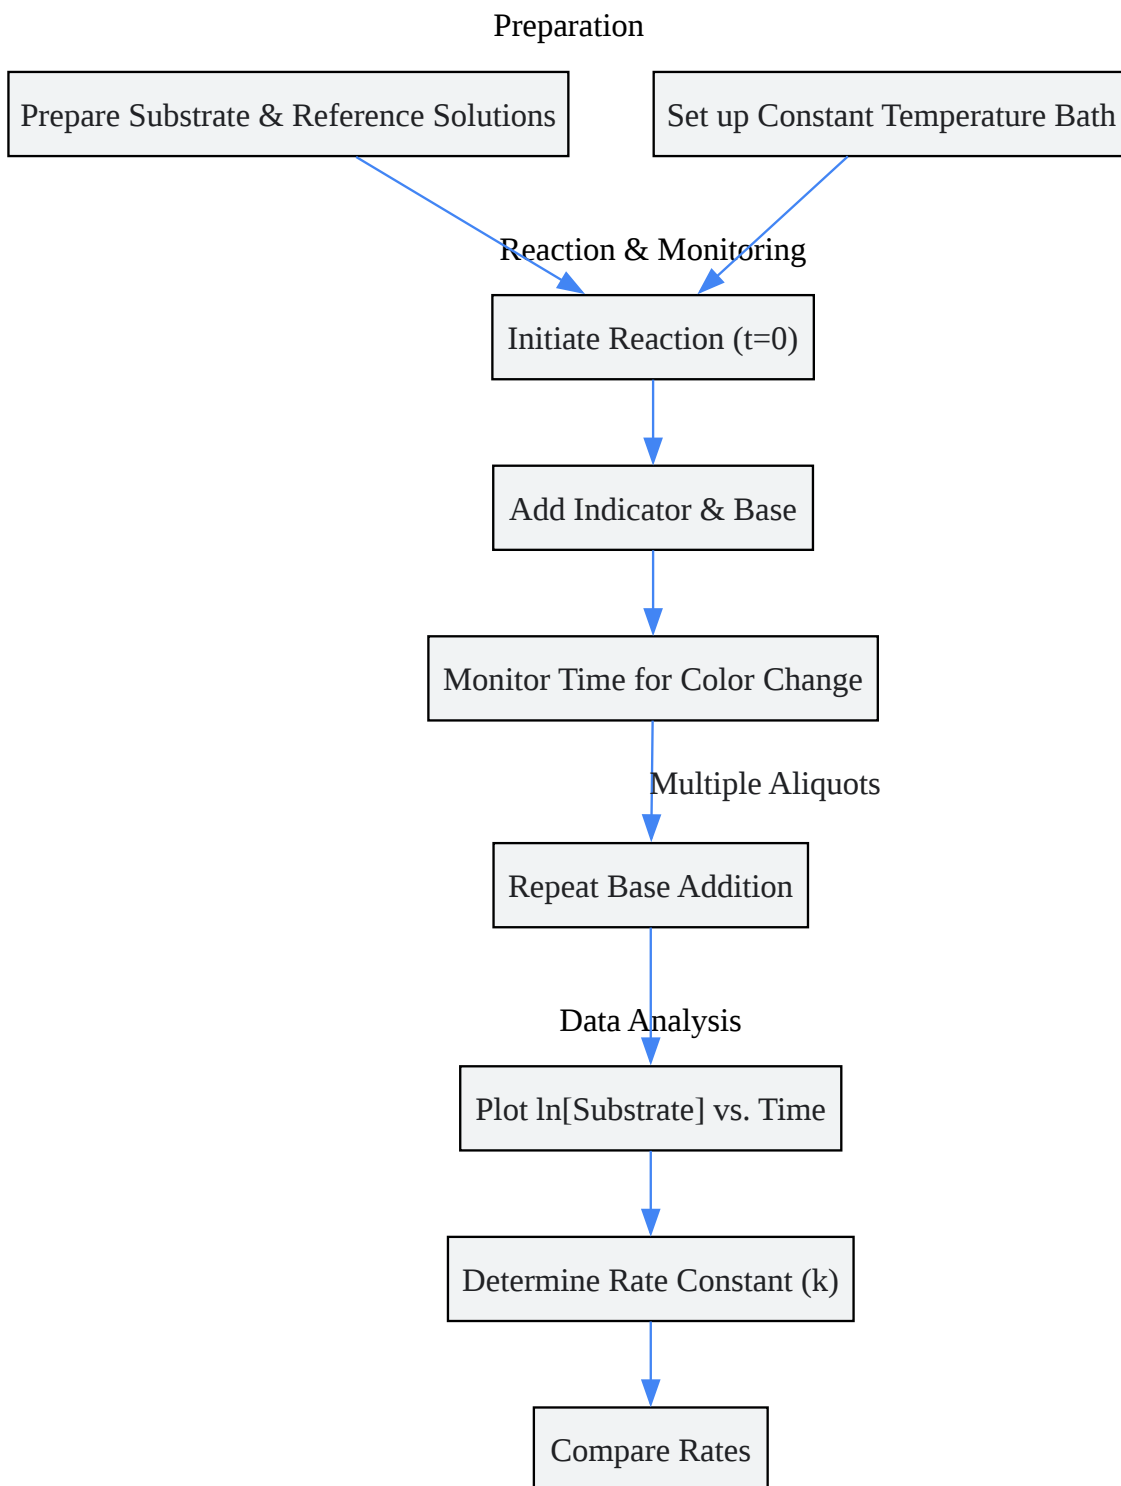 Preparation
Prepare Substrate & Reference Solutions
Set up Constant Temperature Bath
Reaction & Monitoring
Initiate Reaction (t=0)
Add Indicator & Base
Monitor Time for Color Change
Multiple Aliquots
Repeat Base Addition
Data Analysis
Plot ln[Substrate] vs. Time
Determine Rate Constant (k)
Compare Rates